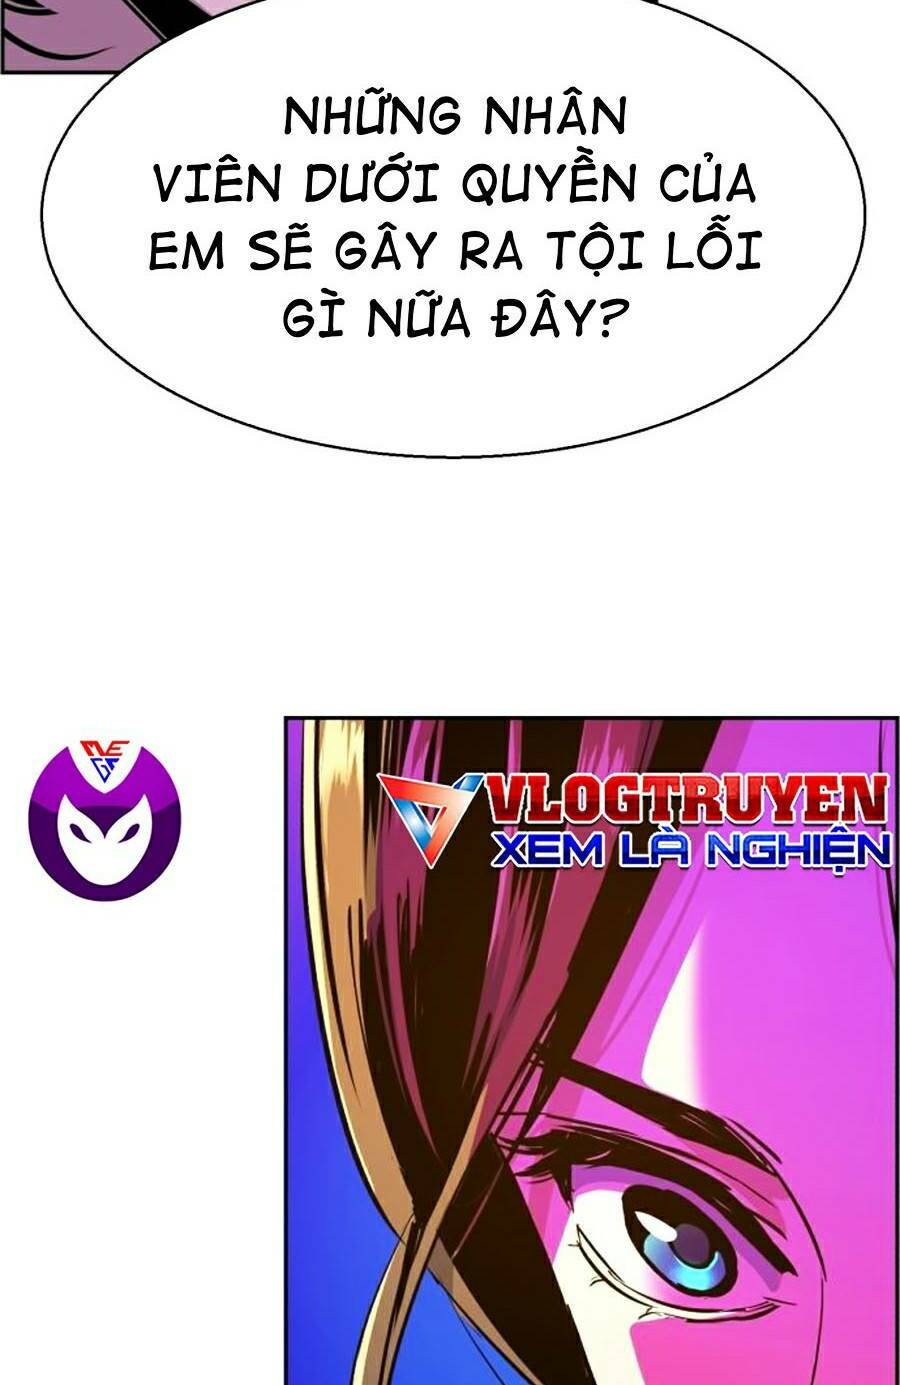 NHỮNG NHÂN
VIÊN DƯỚI QUYỀN CỦA
EM SẼ GÂY RA TỘI LỖI
GÌ NỮA ĐÂY?
MEGF
VLOGTRUYEN
XEM LÀ NGHIỆN